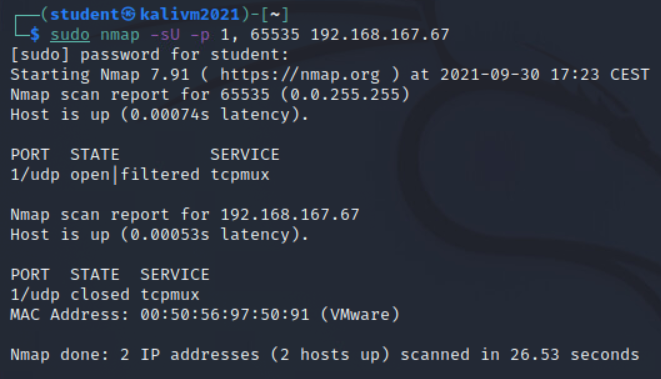 (student㉿kalivm2021)-[~]
$ sudo nmap -sU -p 1, 65535 192.168.167.67
[sudo] password for student:
Starting Nmap 7.91 ( https://nmap.org ) at 2021-09-30 17:23 CEST
Nmap scan report for 65535 (0.0.255.255)
Host is up (0.00074s latency).
PORT  STATE         SERVICE
1/udp open|filtered tcpmux
Nmap scan report for 192.168.167.67
Host is up (0.00053s latency).
PORT  STATE  SERVICE
1/udp closed tcpmux
MAC Address: 00:50:56:97:50:91 (VMware)
Nmap done: 2 IP addresses (2 hosts up) scanned in 26.53 seconds